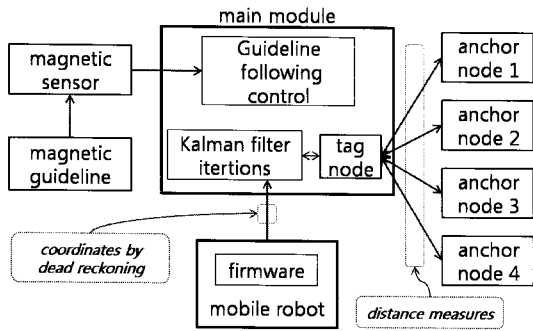 main module
magnetic
sensor
Guideline
following
control
magnetic
guideline
Kalman filter
itertions
tag
node
anchor
node 1
anchor
node 2
anchor
node 3
anchor
node 4
coordinates by
dead reckoning
firmware
mobile robot
distance measures